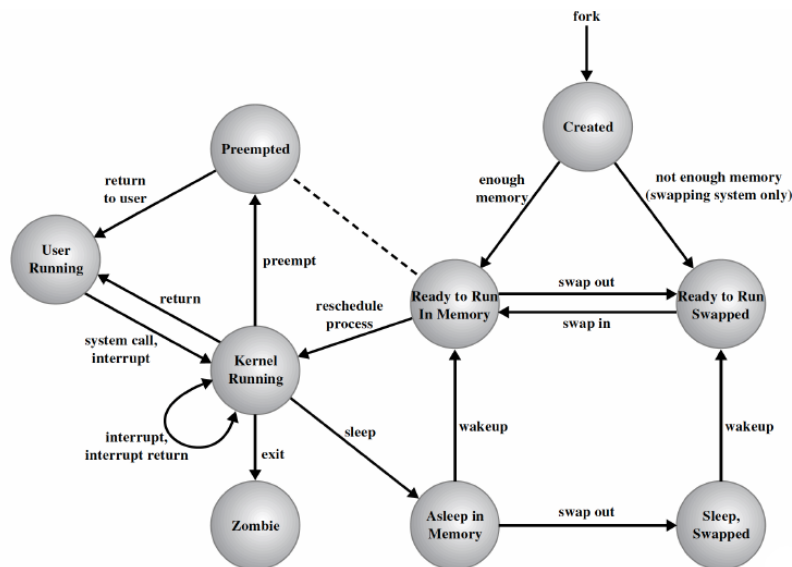 fork
Created
Preempted
enough
memory
not enough memory
(swapping system only)
return
to user
User
Running
preempt
return
Ready to Run
In Memory
swap out
swap in
Ready to Run
Swapped
reschedule
process
system call,
interrupt
Kernel
Running
interrupt,
interrupt return
sleep
wakeup
wakeup
exit
Zombie
Asleep in
Memory
swap out
Sleep,
Swapped